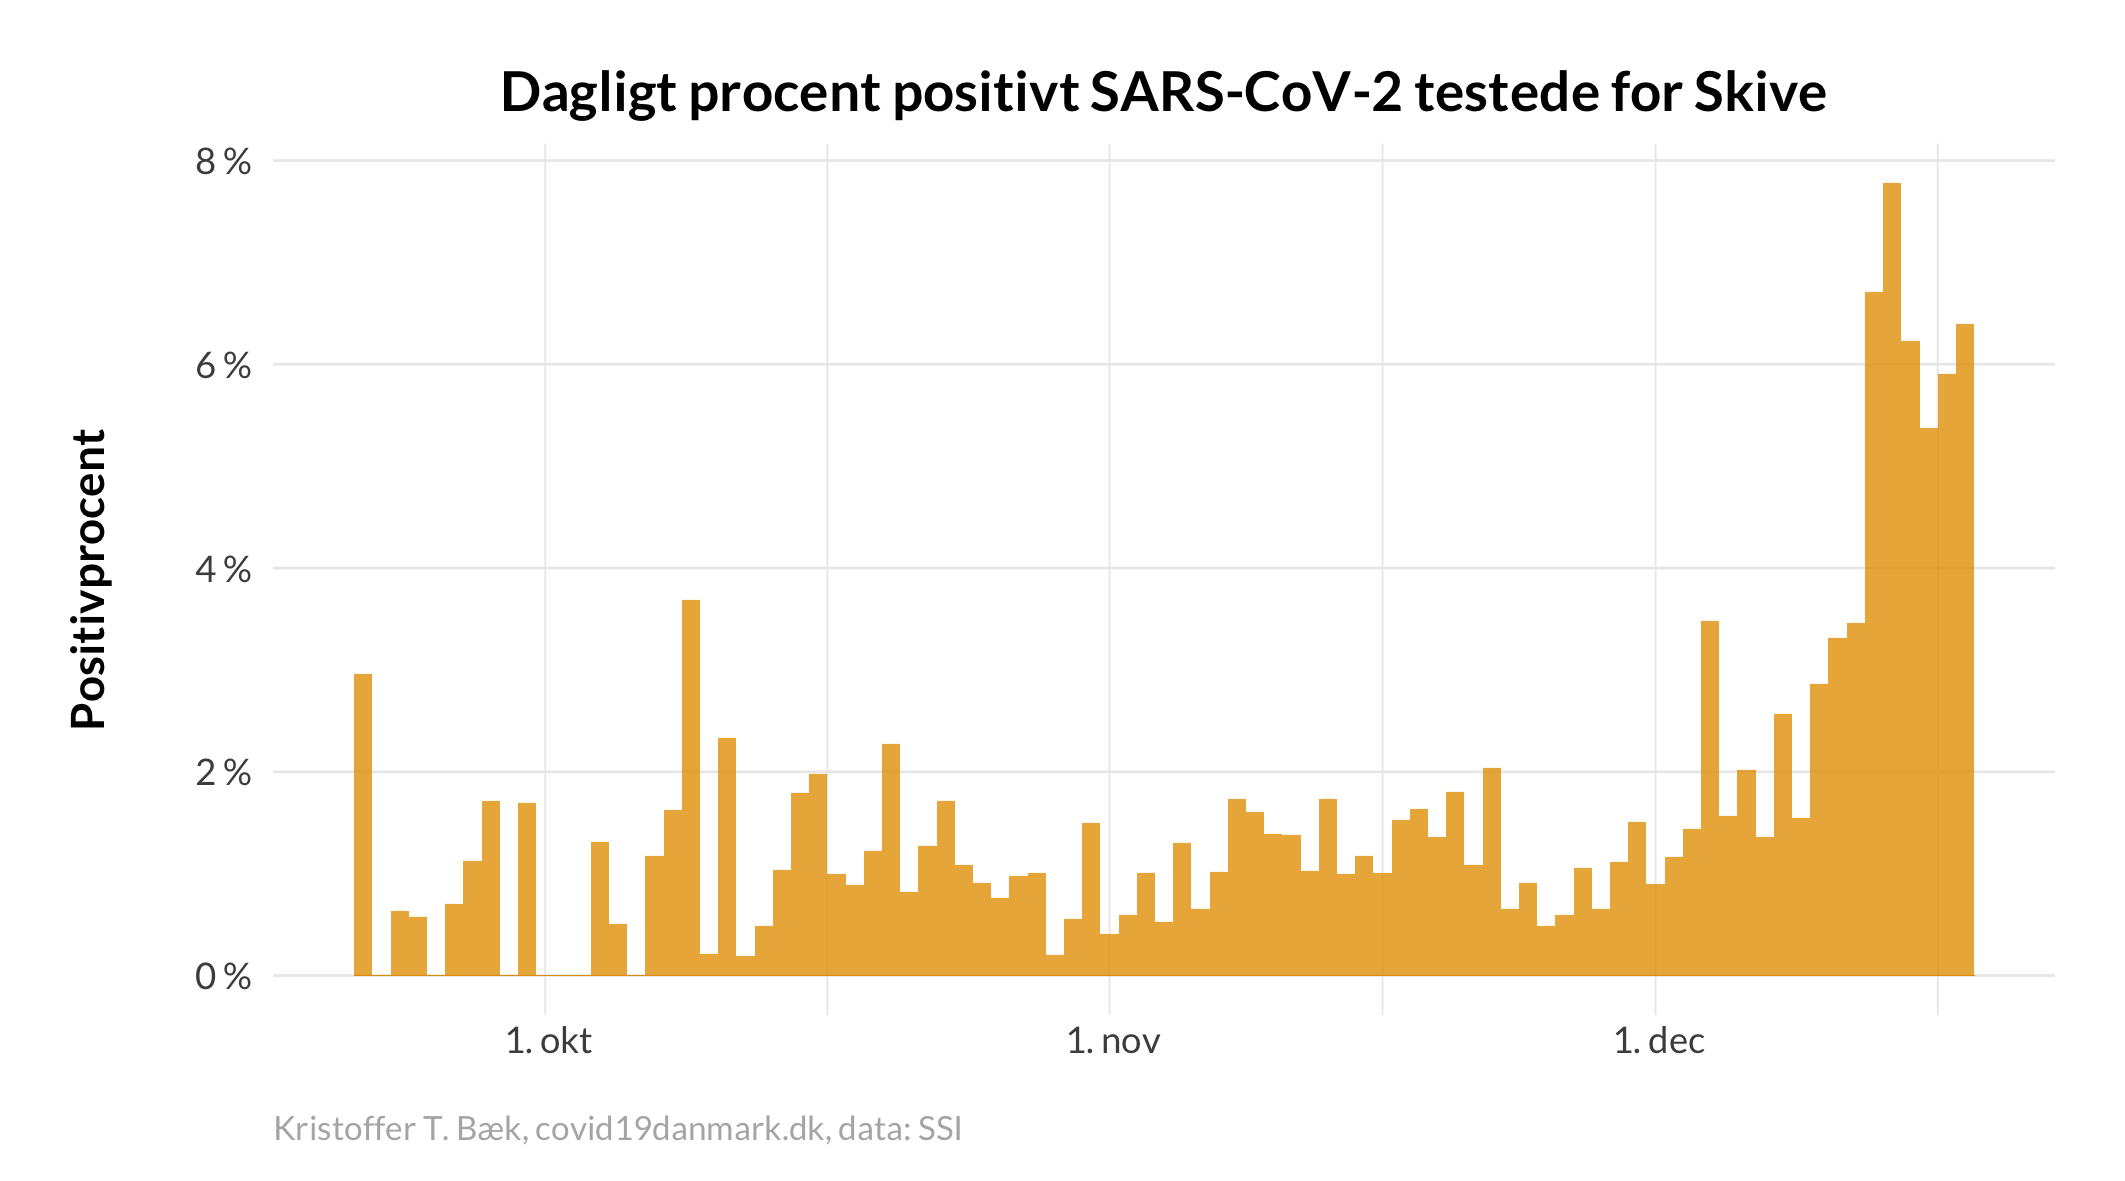 Dagligt procent positivt SARS-CoV-2 testede for Skive
Positivprocent
8 %
6 %
4 %
2 %
0 %
1. okt
1. nov
1. dec
Kristoffer T. Bæk, covid19danmark.dk, data: SSI